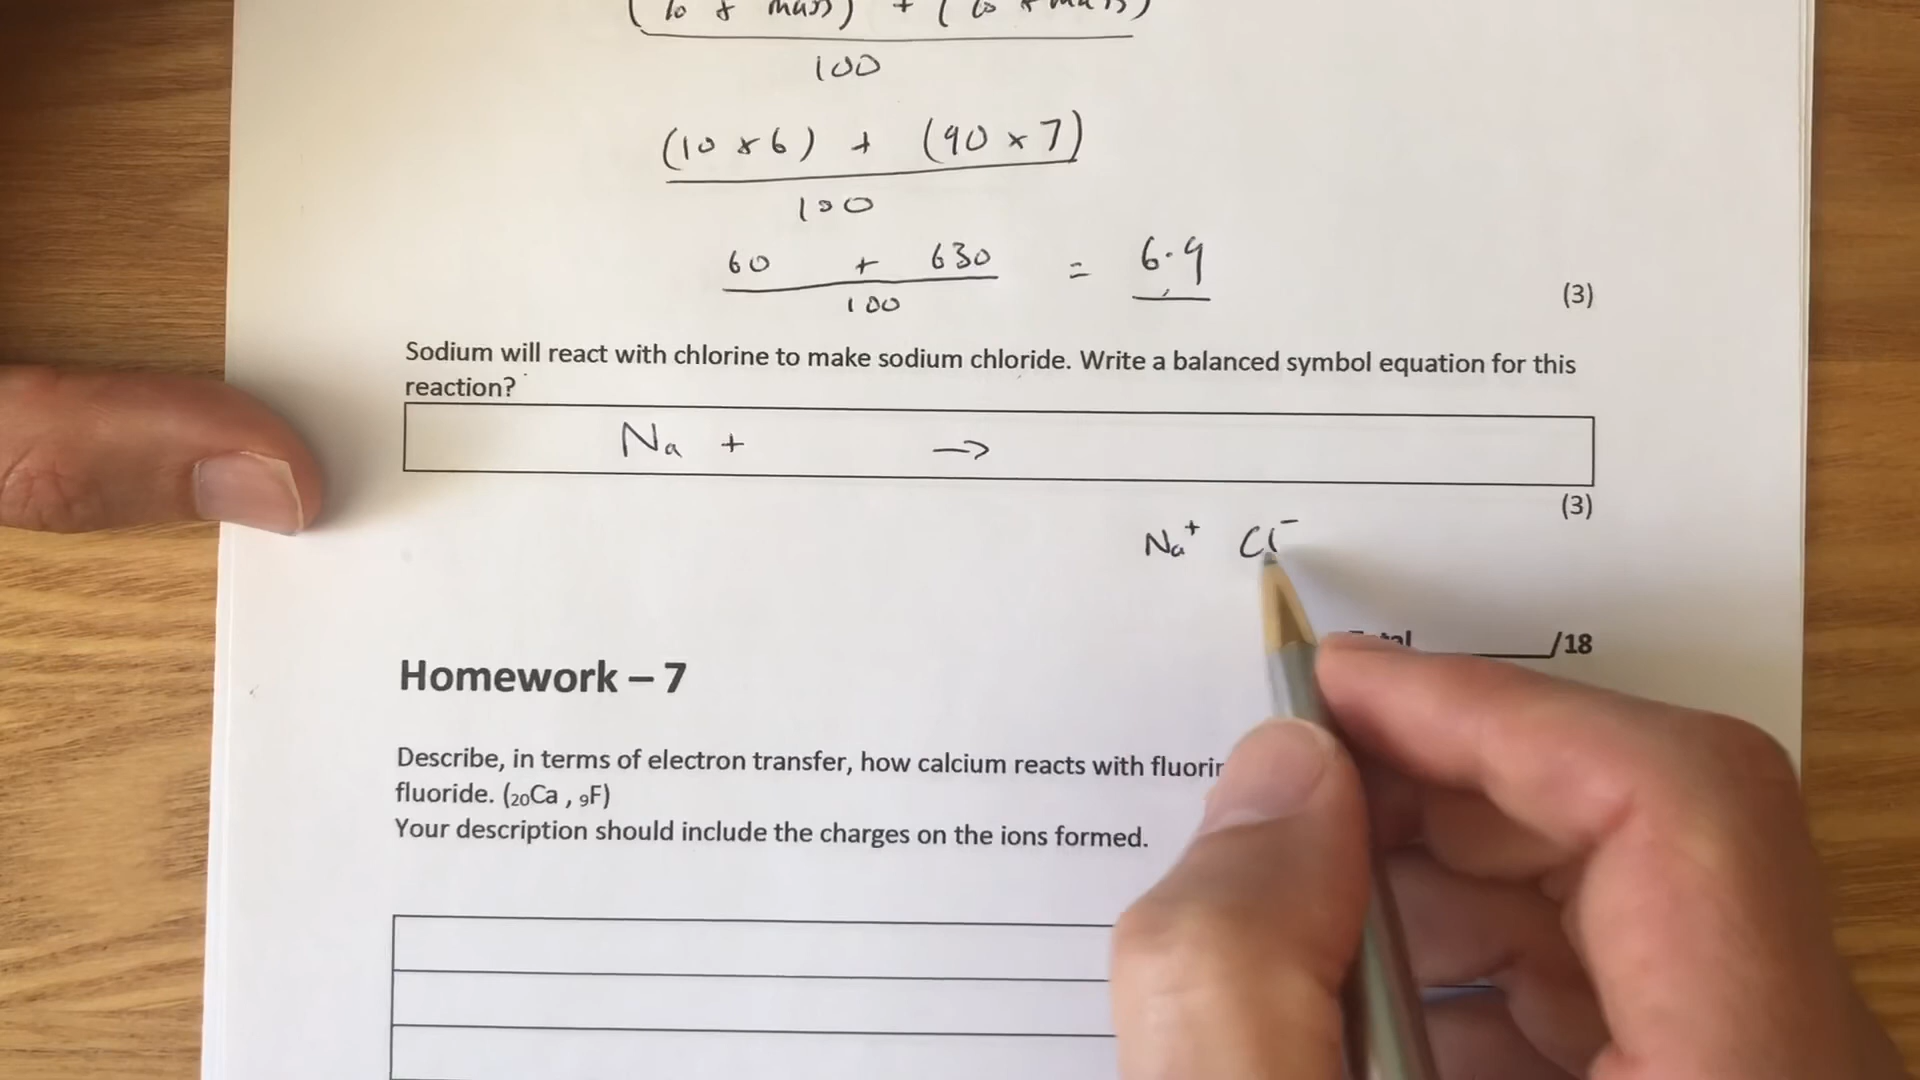 mass) + (
100
(10 x 6) + (90 x 7)
100
60 + 630 = 6.9
100
(3)
Sodium will react with chlorine to make sodium chloride. Write a balanced symbol equation for this
reaction?
Na + →
(3)
Na⁺ Cl⁻
/18
Homework – 7
Describe, in terms of electron transfer, how calcium reacts with
fluoride. (₂₀Ca , ₉F)
Your description should include the charges on the ions formed.